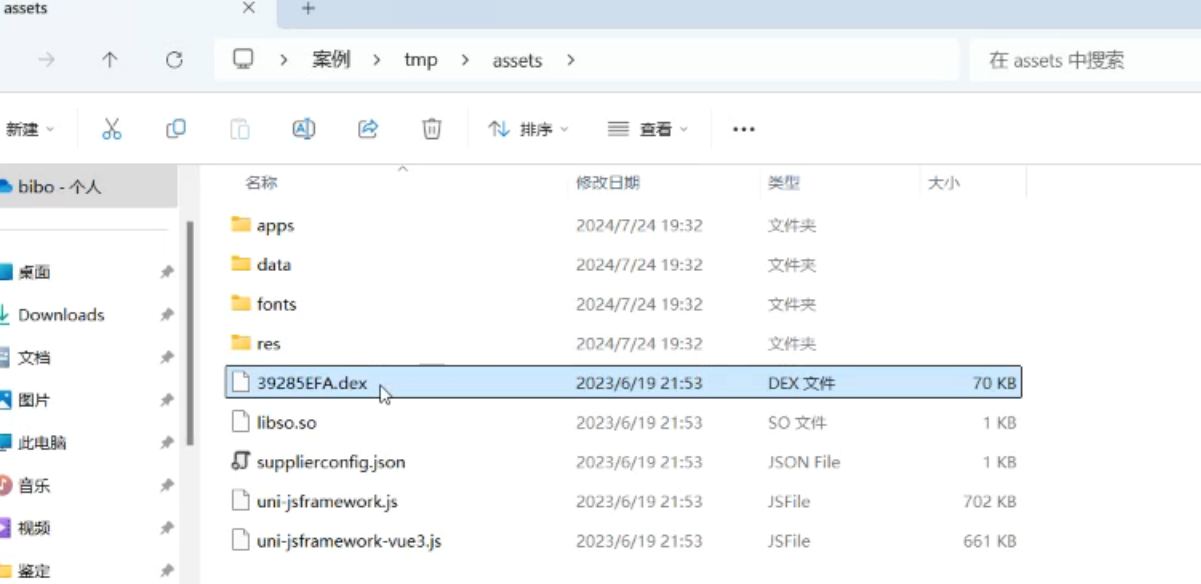 assets
案例 tmp assets 在 assets 中搜索
新建 排序 查看
bibo - 个人
桌面
Downloads
文档
图片
此电脑
音乐
视频
鉴定
名称 修改日期 类型 大小
apps 2024/7/24 19:32 文件夹
data 2024/7/24 19:32 文件夹
fonts 2024/7/24 19:32 文件夹
res 2024/7/24 19:32 文件夹
39285EFA.dex 2023/6/19 21:53 DEX 文件 70 KB
libso.so 2023/6/19 21:53 SO 文件 1 KB
supplierconfig.json 2023/6/19 21:53 JSON File 1 KB
uni-jsframework.js 2023/6/19 21:53 JSFile 702 KB
uni-jsframework-vue3.js 2023/6/19 21:53 JSFile 661 KB